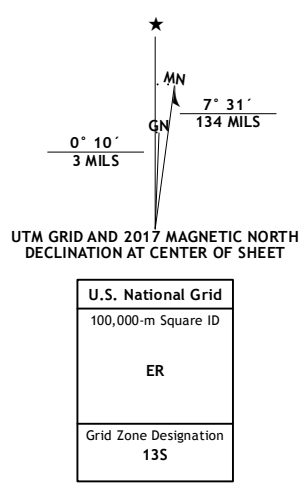 ★
MN
7° 31´
134 MILS
GN
0° 10´
3 MILS
UTM GRID AND 2017 MAGNETIC NORTH
DECLINATION AT CENTER OF SHEET
U.S. National Grid
100,000-m Square ID
ER
Grid Zone Designation
13S